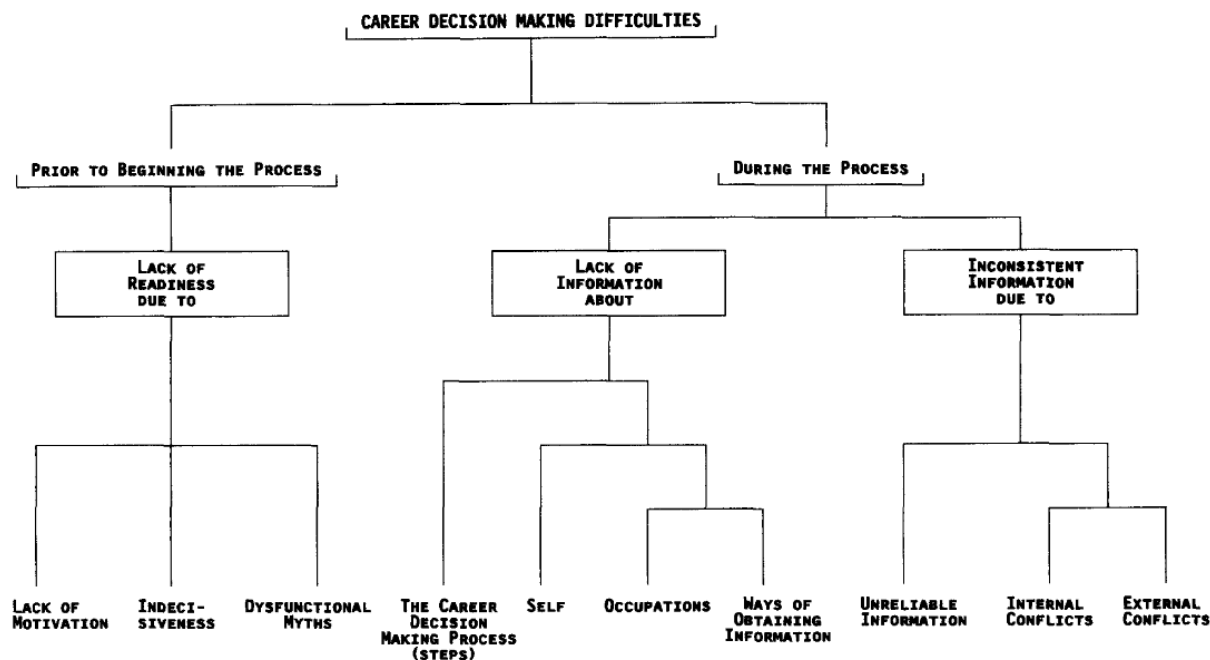 CAREER DECISION MAKING DIFFICULTIES
PRIOR TO BEGINNING THE PROCESS
DURING THE PROCESS
LACK OF
READINESS
DUE TO
LACK OF
INFORMATION
ABOUT
INCONSISTENT
INFORMATION
DUE TO
LACK OF
MOTIVATION
INDECI-
SIVENESS
DYSFUNCTIONAL
MYTHS
THE CAREER
DECISION
MAKING PROCESS
(STEPS)
SELF
OCCUPATIONS
WAYS OF
OBTAINING
INFORMATION
UNRELIABLE
INFORMATION
INTERNAL
CONFLICTS
EXTERNAL
CONFLICTS